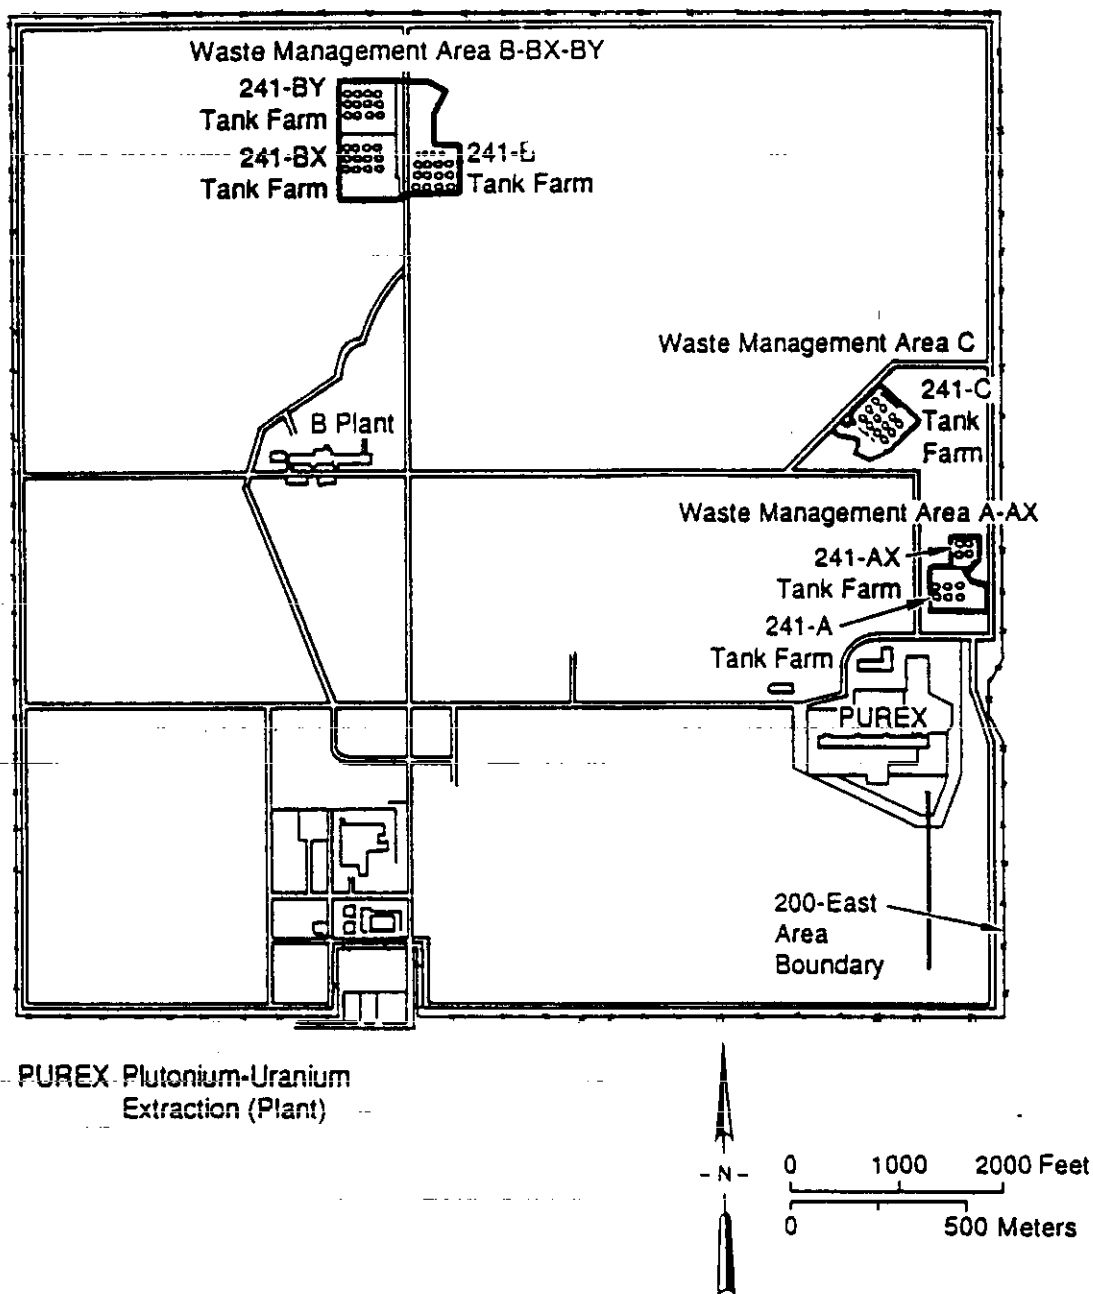 Waste Management Area B-BX-BY
241-BY
Tank Farm
241-BX
Tank Farm
241-B
Tank Farm
Waste Management Area C
241-C
Tank
Farm
B Plant
Waste Management Area A-AX
241-AX
Tank Farm
241-A
Tank Farm
PUREX
200-East
Area
Boundary
PUREX Plutonium-Uranium
Extraction (Plant)
- N -
0 1000 2000 Feet
0 500 Meters